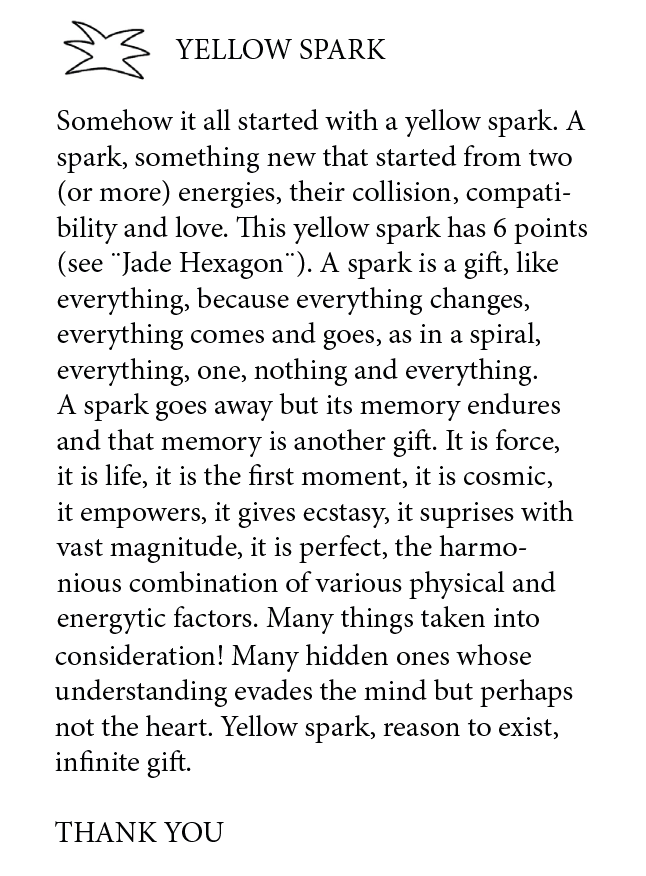 YELLOW SPARK
Somehow it all started with a yellow spark. A
spark, something new that started from two
(or more) energies, their collision, compati-
bility and love. This yellow spark has 6 points
(see ¨Jade Hexagon¨). A spark is a gift, like
everything, because everything changes,
everything comes and goes, as in a spiral,
everything, one, nothing and everything.
A spark goes away but its memory endures
and that memory is another gift. It is force,
it is life, it is the first moment, it is cosmic,
it empowers, it gives ecstasy, it suprises with
vast magnitude, it is perfect, the harmo-
nious combination of various physical and
energytic factors. Many things taken into
consideration! Many hidden ones whose
understanding evades the mind but perhaps
not the heart. Yellow spark, reason to exist,
infinite gift.
THANK YOU